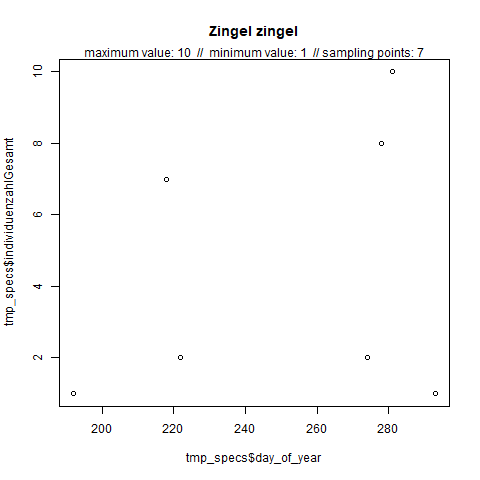 Zingel zingel
maximum value: 10 // minimum value: 1 // sampling points: 7
tmp_specs$individuenzahlGesamt
10
8
6
4
2
200 220 240 260 280
tmp_specs$day_of_year